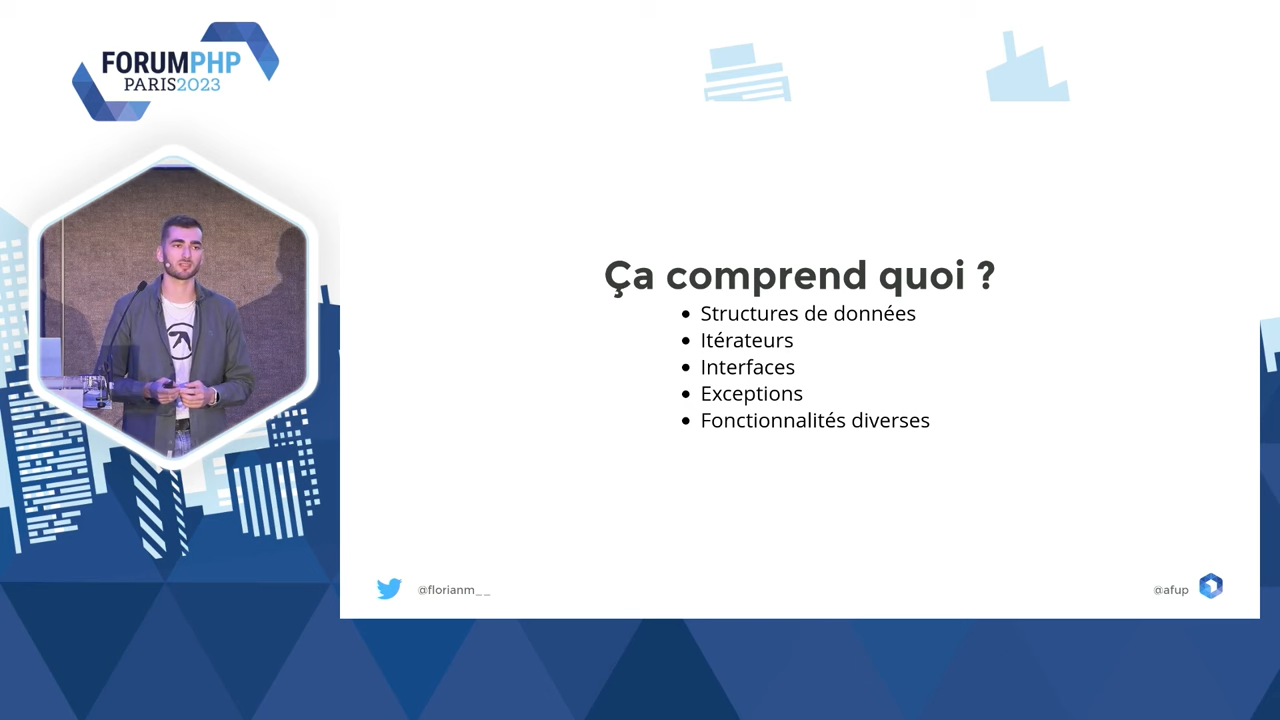 FORUMPHP
PARIS2023
Ça comprend quoi ?
Structures de données
Itérateurs
Interfaces
Exceptions
Fonctionnalités diverses
@florianm__
@afup